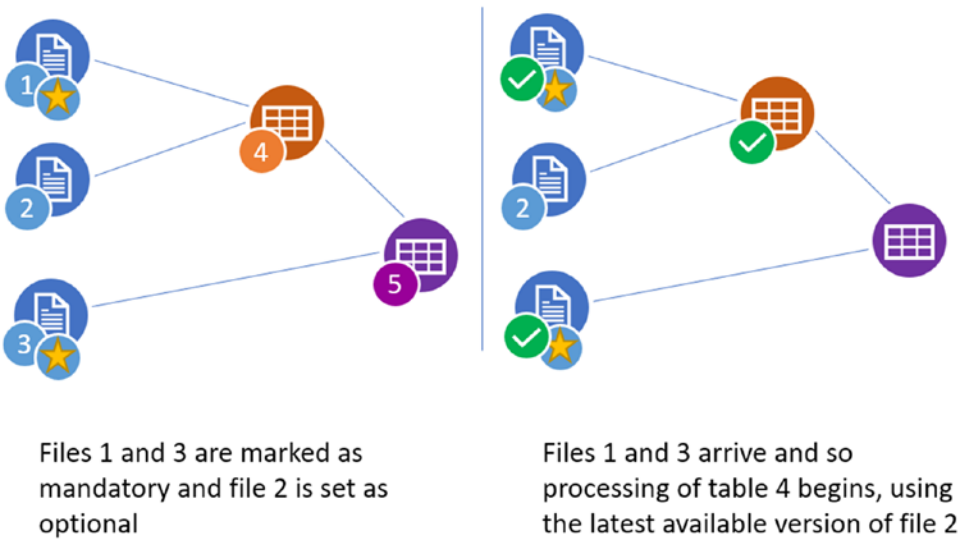 1
2
3
4
5
2
Files 1 and 3 are marked as
mandatory and file 2 is set as
optional
Files 1 and 3 arrive and so
processing of table 4 begins, using
the latest available version of file 2